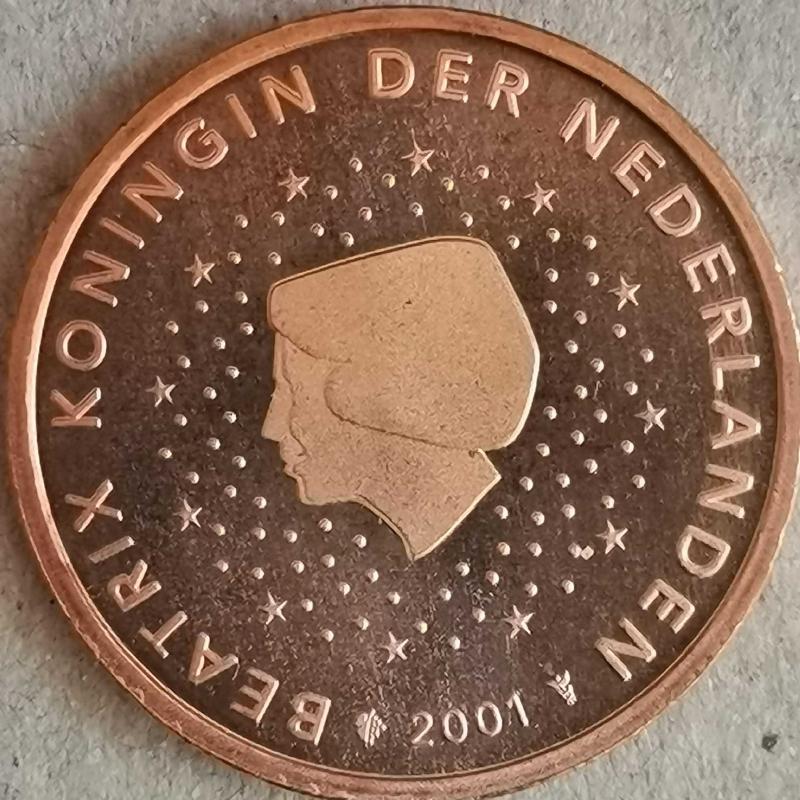 BEATRIX KONINGIN DER NEDERLANDEN
2001